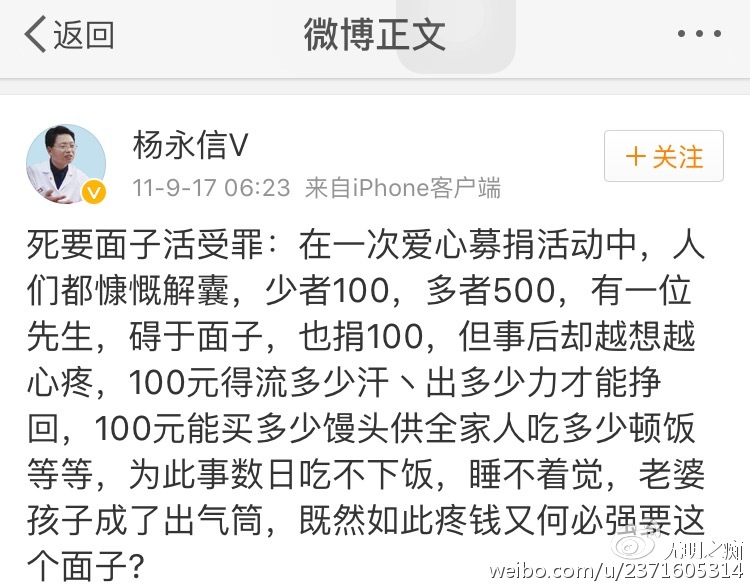 返回
微博正文
杨永信V
11-9-17 06:23 来自iPhone客户端
+关注
死要面子活受罪：在一次爱心募捐活动中，人
们都慷慨解囊，少者100，多者500，有一位
先生，碍于面子，也捐100，但事后却越想越
心疼，100元得流多少汗丶出多少力才能挣
回，100元能买多少馒头供全家人吃多少顿饭
等等，为此事数日吃不下饭，睡不着觉，老婆
孩子成了出气筒，既然如此疼钱又何必强要这
个面子?
weibo.com/u/2371605314